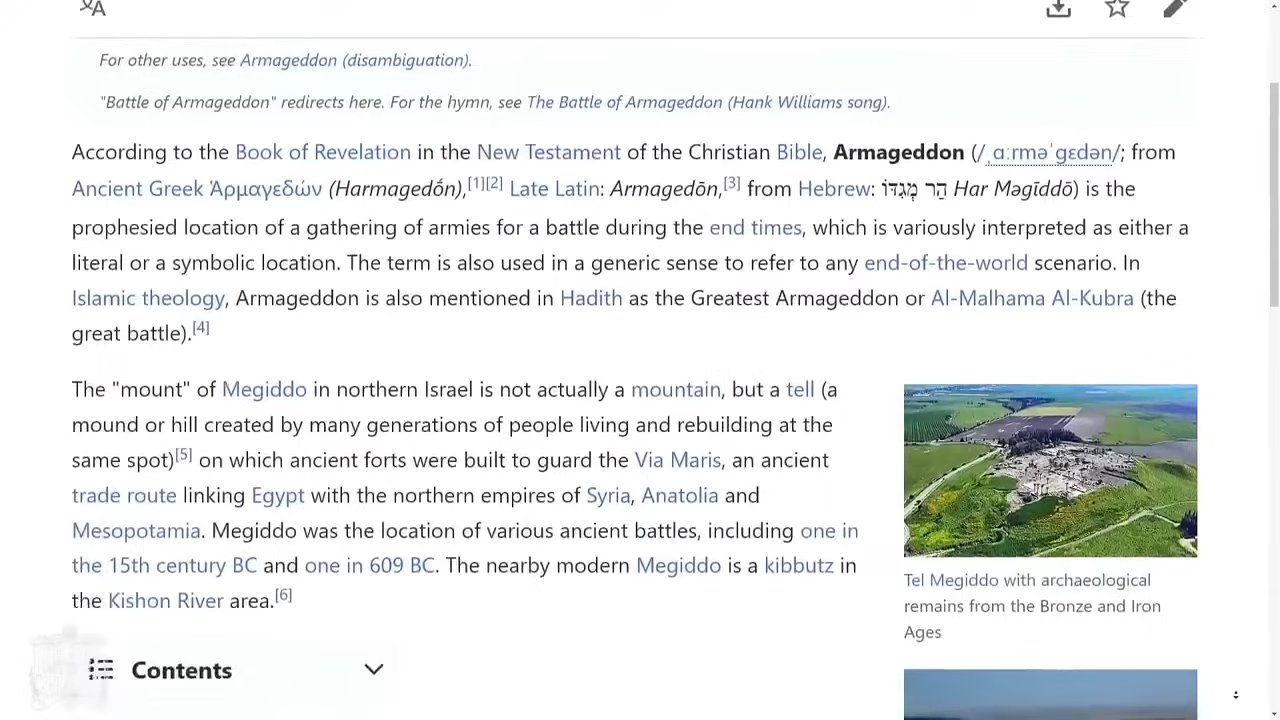 For other uses, see Armageddon (disambiguation).
"Battle of Armageddon" redirects here. For the hymn, see The Battle of Armageddon (Hank Williams song).
According to the Book of Revelation in the New Testament of the Christian Bible, Armageddon (/ˌɑːrməˈɡɛdən/; from
Ancient Greek Ἁρμαγεδών (Harmagedṓn),[1][2] Late Latin: Armagedōn,[3] from Hebrew: הַר מְגִדּוֹ Har Məgīddō) is the
prophesied location of a gathering of armies for a battle during the end times, which is variously interpreted as either a
literal or a symbolic location. The term is also used in a generic sense to refer to any end-of-the-world scenario. In
Islamic theology, Armageddon is also mentioned in Hadith as the Greatest Armageddon or Al-Malhama Al-Kubra (the
great battle).[4]
The "mount" of Megiddo in northern Israel is not actually a mountain, but a tell (a
mound or hill created by many generations of people living and rebuilding at the
same spot)[5] on which ancient forts were built to guard the Via Maris, an ancient
trade route linking Egypt with the northern empires of Syria, Anatolia and
Mesopotamia. Megiddo was the location of various ancient battles, including one in
the 15th century BC and one in 609 BC. The nearby modern Megiddo is a kibbutz in
the Kishon River area.[6]
Tel Megiddo with archaeological
remains from the Bronze and Iron
Ages
Contents